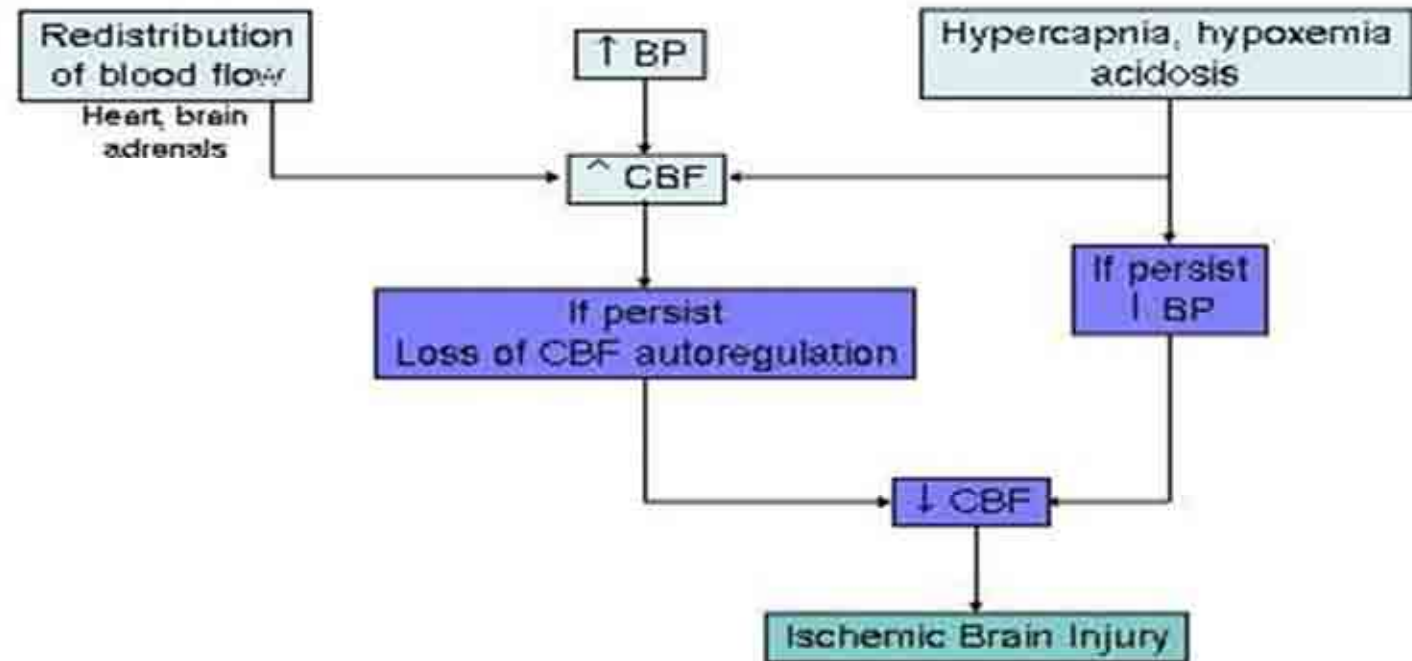 Redistribution
of blood flow
Heart, brain
adrenals
↑ BP
Hypercapnia, hypoxemia
acidosis
^ CBF
If persist
Loss of CBF autoregulation
If persist
| BP
↓ CBF
Ischemic Brain Injury